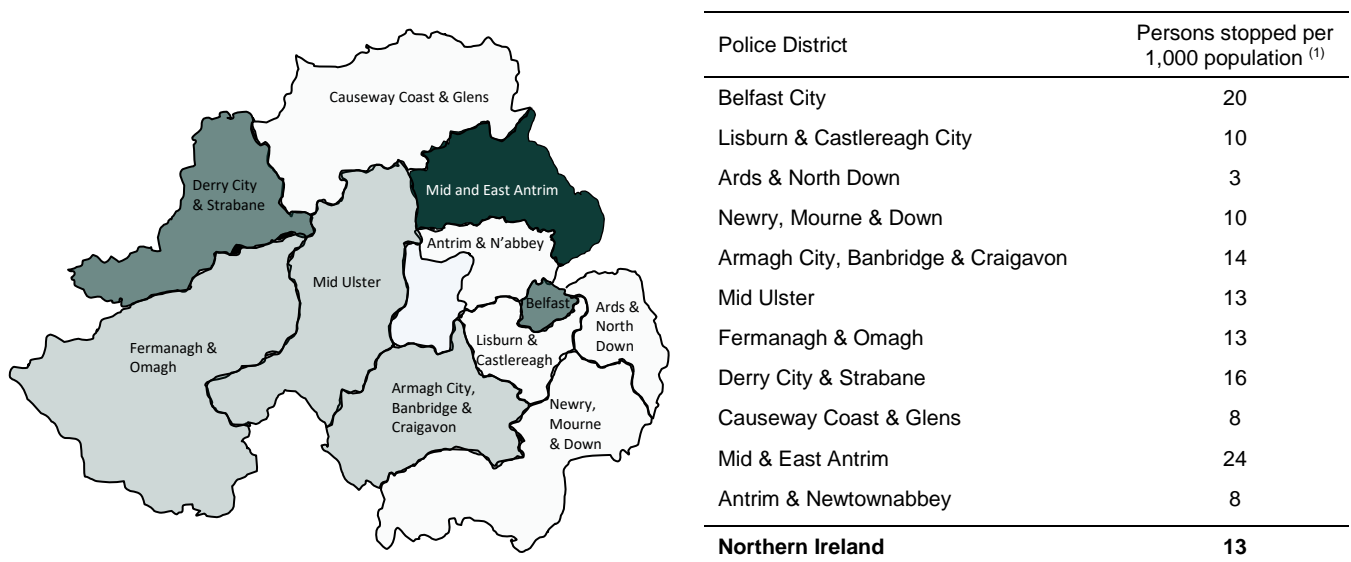 Causeway Coast & Glens
Derry City
& Strabane
Mid and East Antrim
Antrim & N'abbey
Mid Ulster
Belfast
Ards &
North
Down
Fermanagh &
Omagh
Lisburn &
Castlereagh
Armagh City,
Banbridge &
Craigavon
Newry,
Mourne
& Down
Police District
Persons stopped per
1,000 population (1)
Belfast City 20
Lisburn & Castlereagh City 10
Ards & North Down 3
Newry, Mourne & Down 10
Armagh City, Banbridge & Craigavon 14
Mid Ulster 13
Fermanagh & Omagh 13
Derry City & Strabane 16
Causeway Coast & Glens 8
Mid & East Antrim 24
Antrim & Newtownabbey 8
Northern Ireland 13